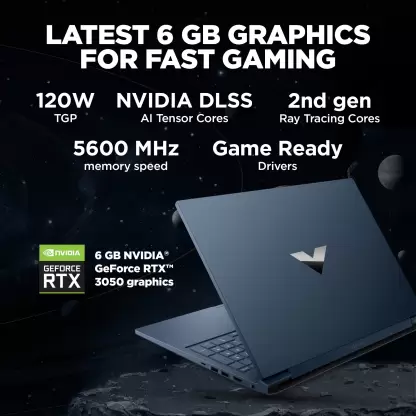 LATEST 6 GB GRAPHICS
FOR FAST GAMING
120W
TGP
NVIDIA DLSS
AI Tensor Cores
2nd gen
Ray Tracing Cores
5600 MHz
memory speed
Game Ready
Drivers
NVIDIA
GEFORCE
RTX
6 GB NVIDIA®
GeForce RTX™
3050 graphics